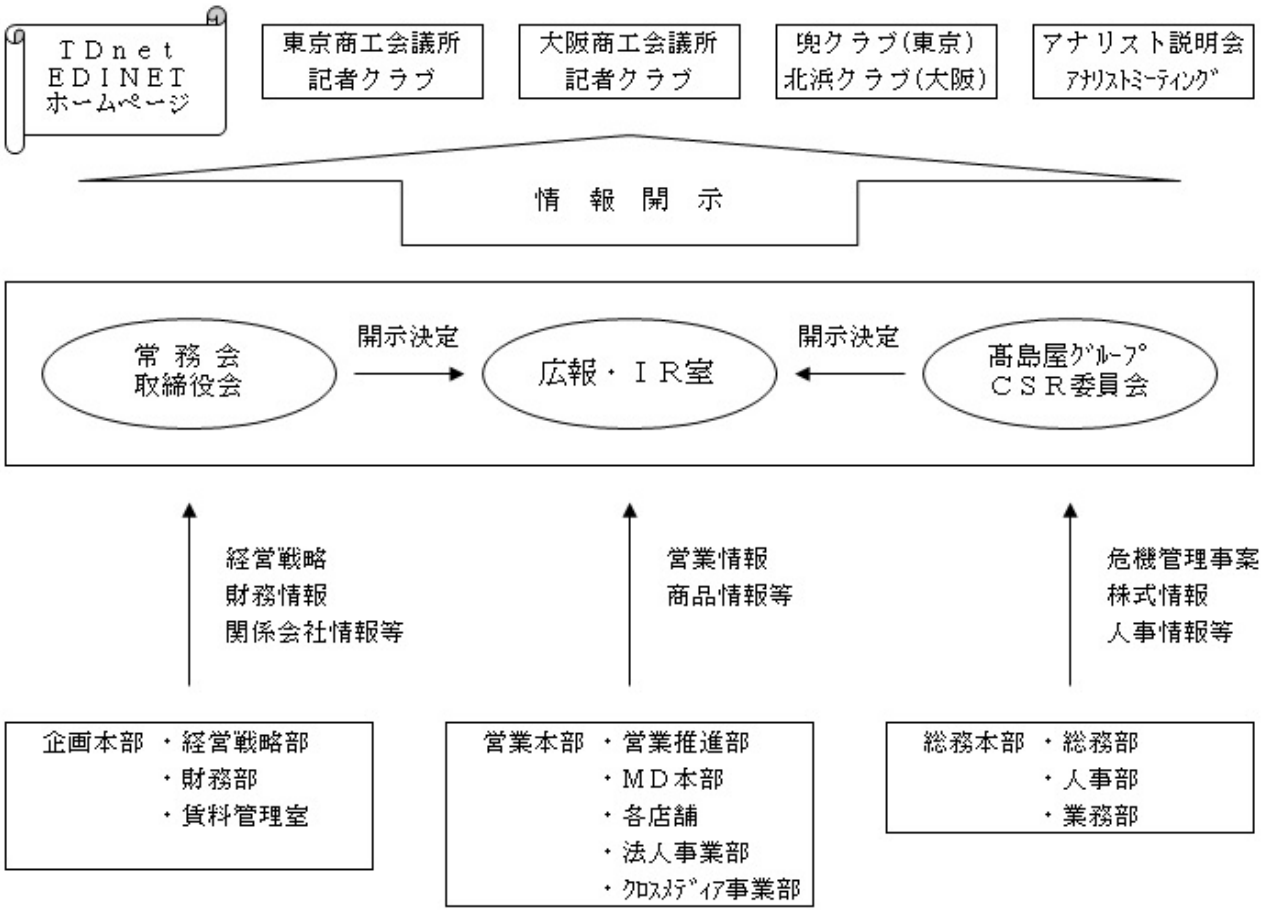 ＴＤｎｅｔ
ＥＤＩＮＥＴ
ホームページ
東京商工会議所
記者クラブ
大阪商工会議所
記者クラブ
兜クラブ(東京)
北浜クラブ(大阪)
アナリスト説明会
ｱﾅﾘｽﾄﾐｰﾃｨﾝｸﾞ
情　報　開　示
常 務 会
取締役会
開示決定
広報・ＩＲ室
開示決定
髙島屋ｸﾞﾙｰﾌﾟ
ＣＳＲ委員会
経営戦略
財務情報
関係会社情報等
営業情報
商品情報等
危機管理事案
株式情報
人事情報等
企画本部 ・経営戦略部
・財務部
・賃料管理室
営業本部 ・営業推進部
・ＭＤ本部
・各店舗
・法人事業部
・ｸﾛｽﾒﾃﾞｨｱ事業部
総務本部 ・総務部
・人事部
・業務部